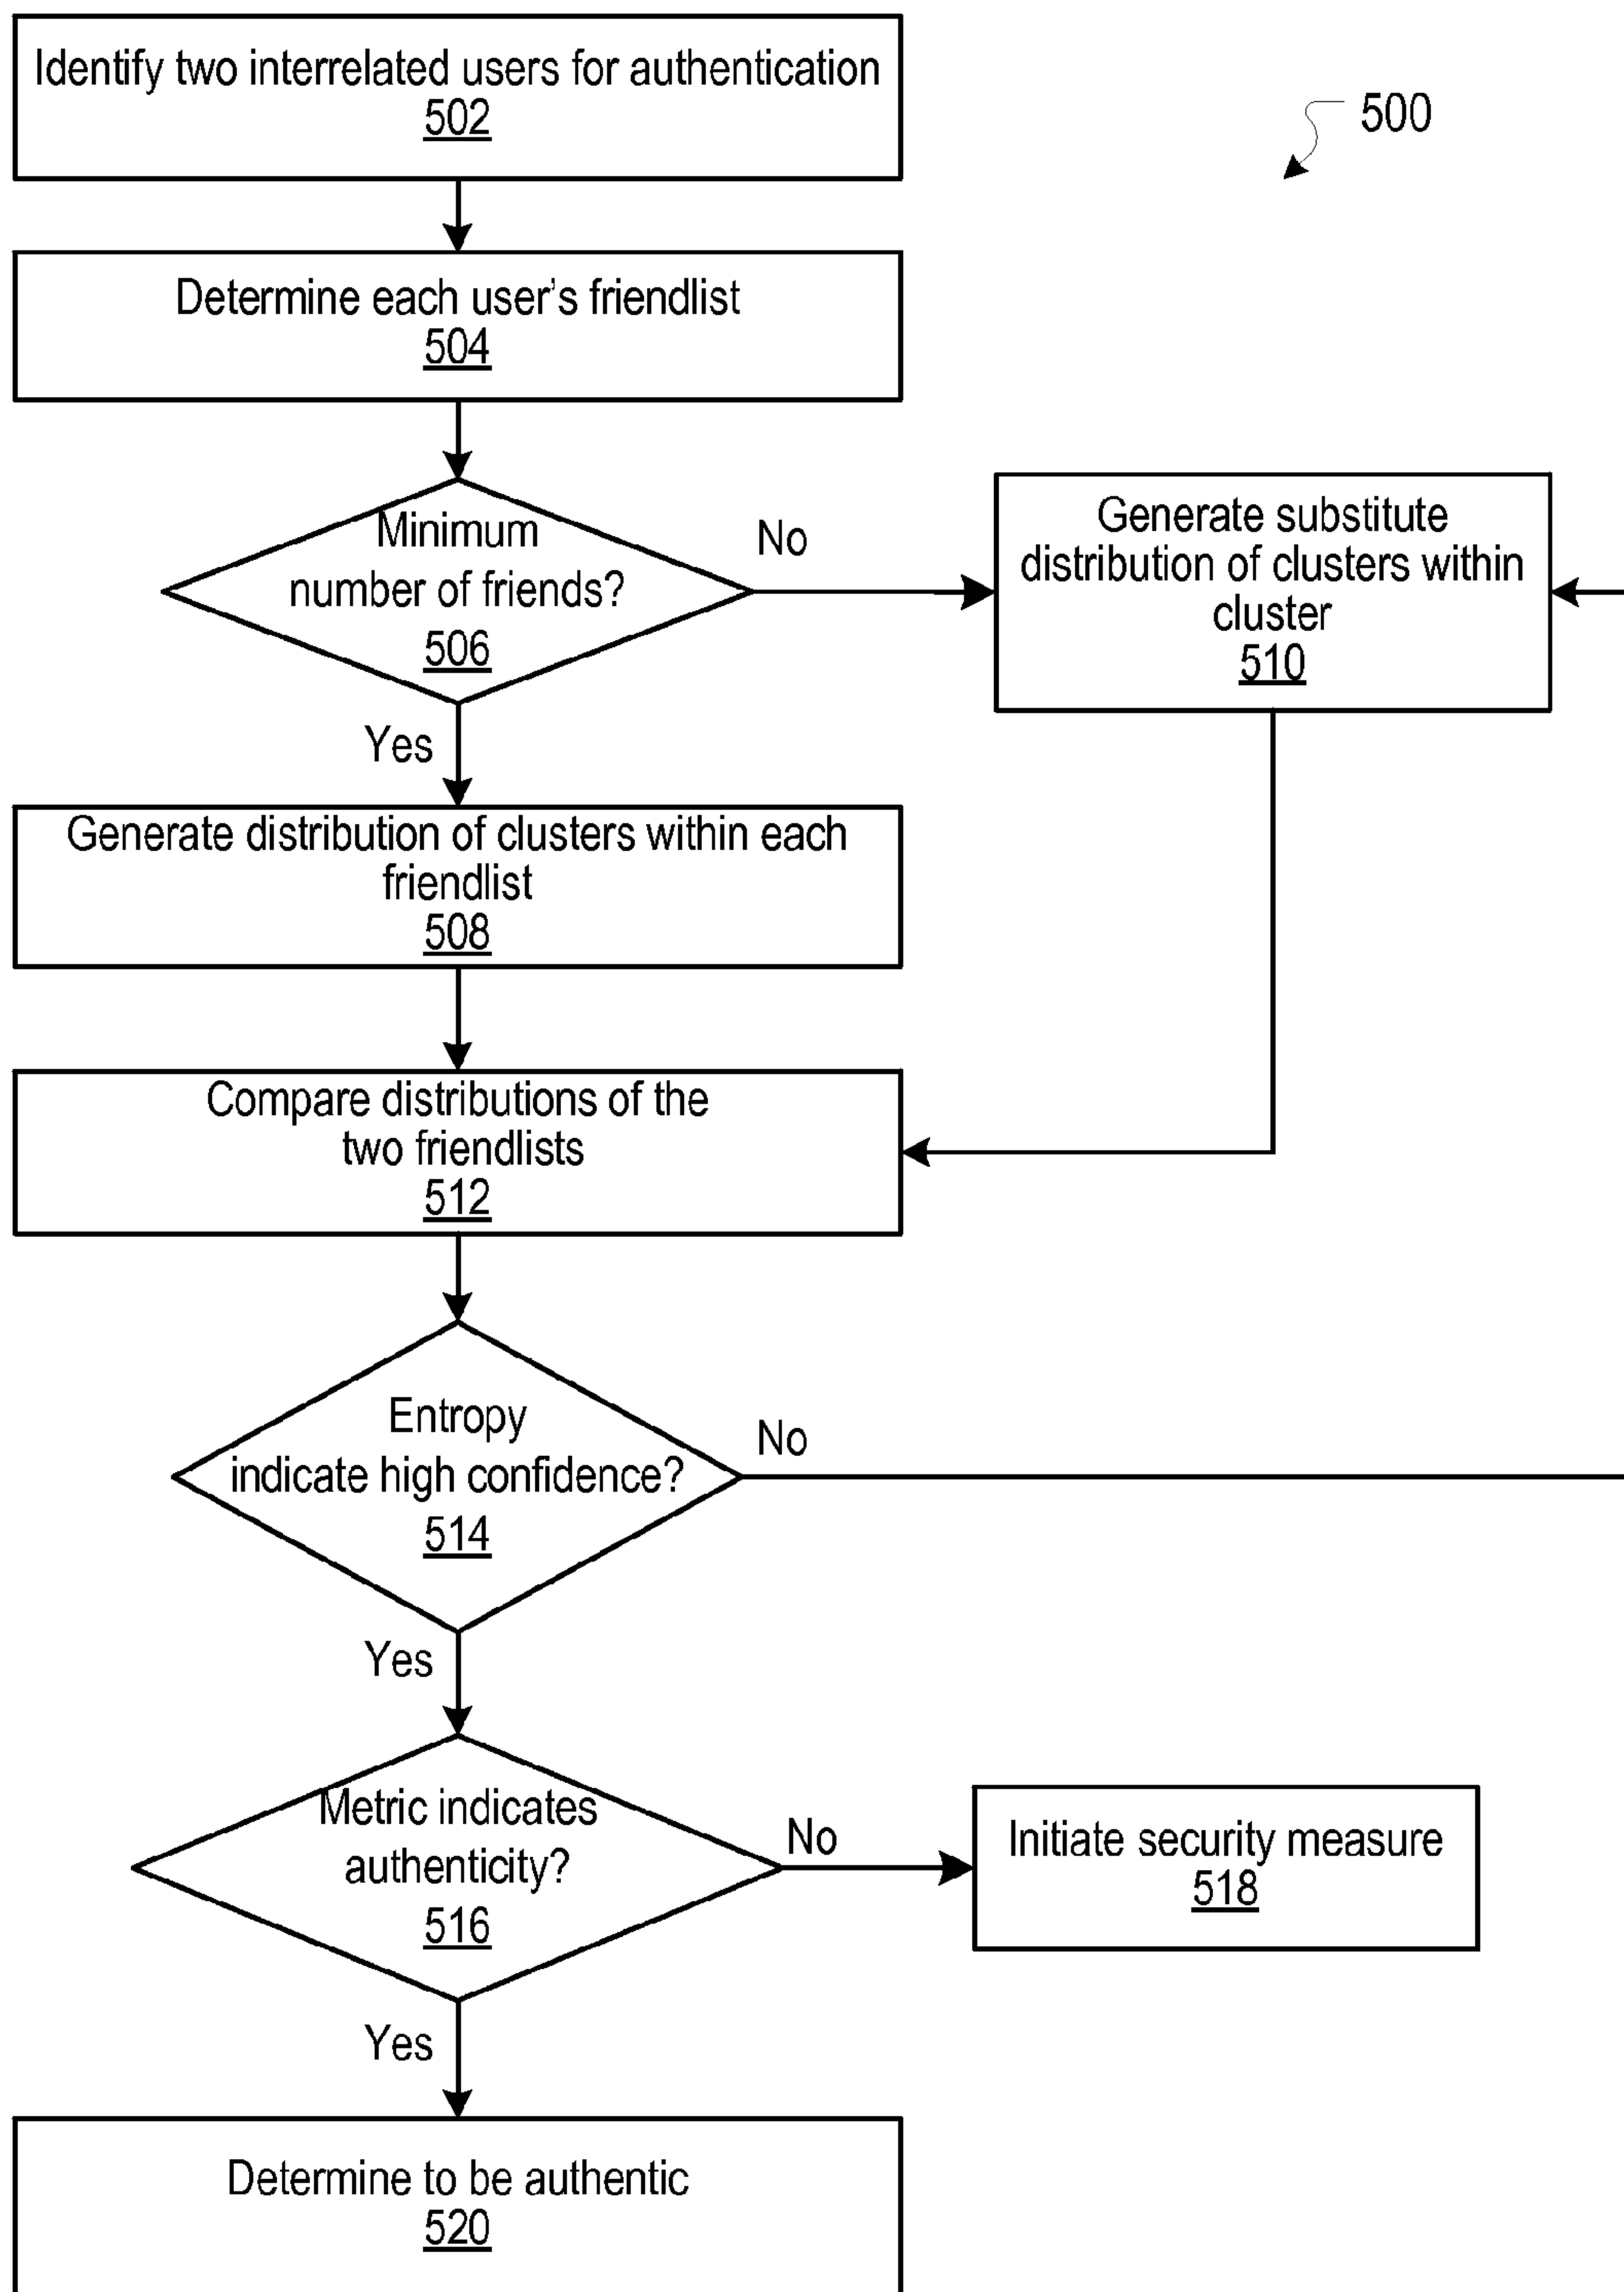 Identify two interrelated users for authentication
502
500
Determine each user's friendlist
504
Minimum
number of friends?
506
No
Generate substitute
distribution of clusters within
cluster
510
Yes
Generate distribution of clusters within each
friendlist
508
Compare distributions of the
two friendlists
512
Entropy
indicate high confidence?
514
No
Yes
Metric indicates
authenticity?
516
No
Initiate security measure
518
Yes
Determine to be authentic
520